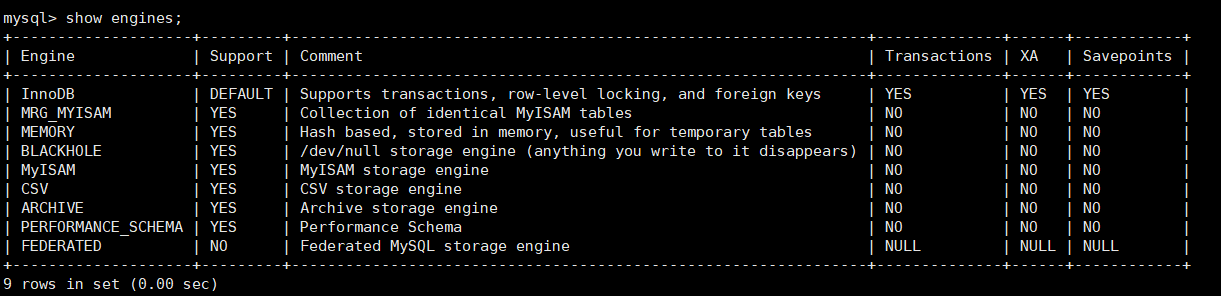 mysql> show engines;
+--------------------+---------+----------------------------------------------------------------+--------------+------+------------+
| Engine             | Support | Comment                                                        | Transactions | XA   | Savepoints |
+--------------------+---------+----------------------------------------------------------------+--------------+------+------------+
| InnoDB             | DEFAULT | Supports transactions, row-level locking, and foreign keys     | YES          | YES  | YES        |
| MRG_MYISAM         | YES     | Collection of identical MyISAM tables                          | NO           | NO   | NO         |
| MEMORY             | YES     | Hash based, stored in memory, useful for temporary tables      | NO           | NO   | NO         |
| BLACKHOLE          | YES     | /dev/null storage engine (anything you write to it disappears) | NO           | NO   | NO         |
| MyISAM             | YES     | MyISAM storage engine                                          | NO           | NO   | NO         |
| CSV                | YES     | CSV storage engine                                             | NO           | NO   | NO         |
| ARCHIVE            | YES     | Archive storage engine                                         | NO           | NO   | NO         |
| PERFORMANCE_SCHEMA | YES     | Performance Schema                                             | NO           | NO   | NO         |
| FEDERATED          | NO      | Federated MySQL storage engine                                 | NULL         | NULL | NULL       |
+--------------------+---------+----------------------------------------------------------------+--------------+------+------------+
9 rows in set (0.00 sec)